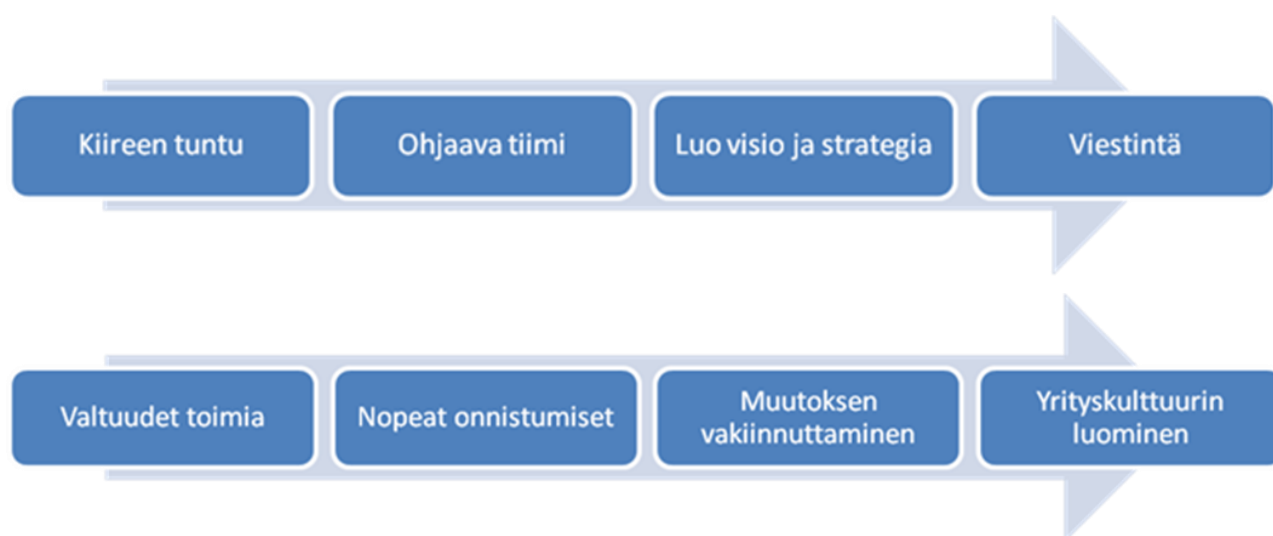 Kiireen tuntu
Ohjaava tiimi
Luo visio ja strategia
Viestintä
Valtuudet toimia
Nopeat onnistumiset
Muutoksen
vakiinnuttaminen
Yrityskulttuurin
luominen